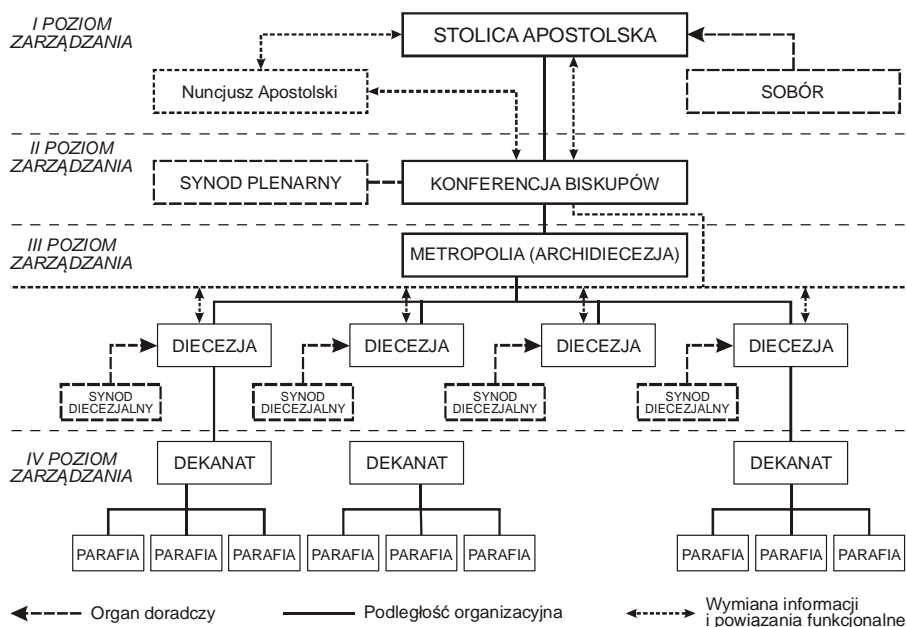 I POZIOM
ZARZĄDZANIA
STOLICA APOSTOLSKA
Nuncjusz Apostolski
SOBÓR
II POZIOM
ZARZĄDZANIA
SYNOD PLENARNY
KONFERENCJA BISKUPÓW
III POZIOM
ZARZĄDZANIA
METROPOLIA (ARCHIDIECEZJA)
DIECEZJA DIECEZJA DIECEZJA DIECEZJA
SYNOD SYNOD SYNOD SYNOD
DIECEZJALNY DIECEZJALNY DIECEZJALNY DIECEZJALNY
IV POZIOM
ZARZĄDZANIA
DEKANAT DEKANAT DEKANAT
PARAFIA PARAFIA PARAFIA PARAFIA PARAFIA PARAFIA PARAFIA PARAFIA PARAFIA
Organ doradczy
Podległość organizacyjna
Wymiana informacji
i powiązania funkcjonalne